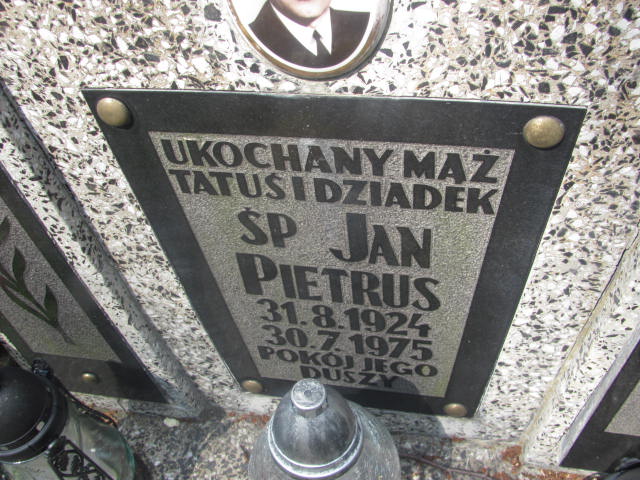 UKOCHANY MĄŻ
TATUŚ I DZIADEK
ŚP JAN
PIETRUS
31.8.1924
30.7.1975
POKÓJ JEGO
DUSZY